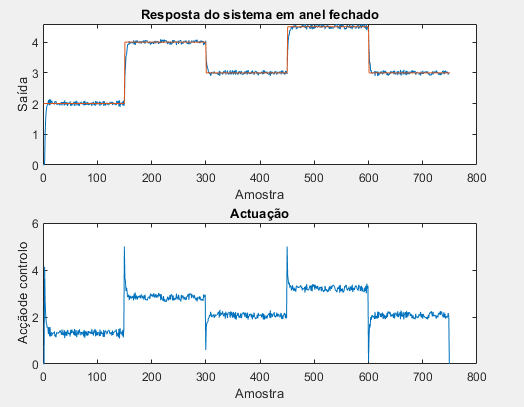 Resposta do sistema em anel fechado
4
3
2
1
0
Saída
0 100 200 300 400 500 600 700 800
Amostra
Actuação
6
4
2
0
Acçãode controlo
0 100 200 300 400 500 600 700 800
Amostra